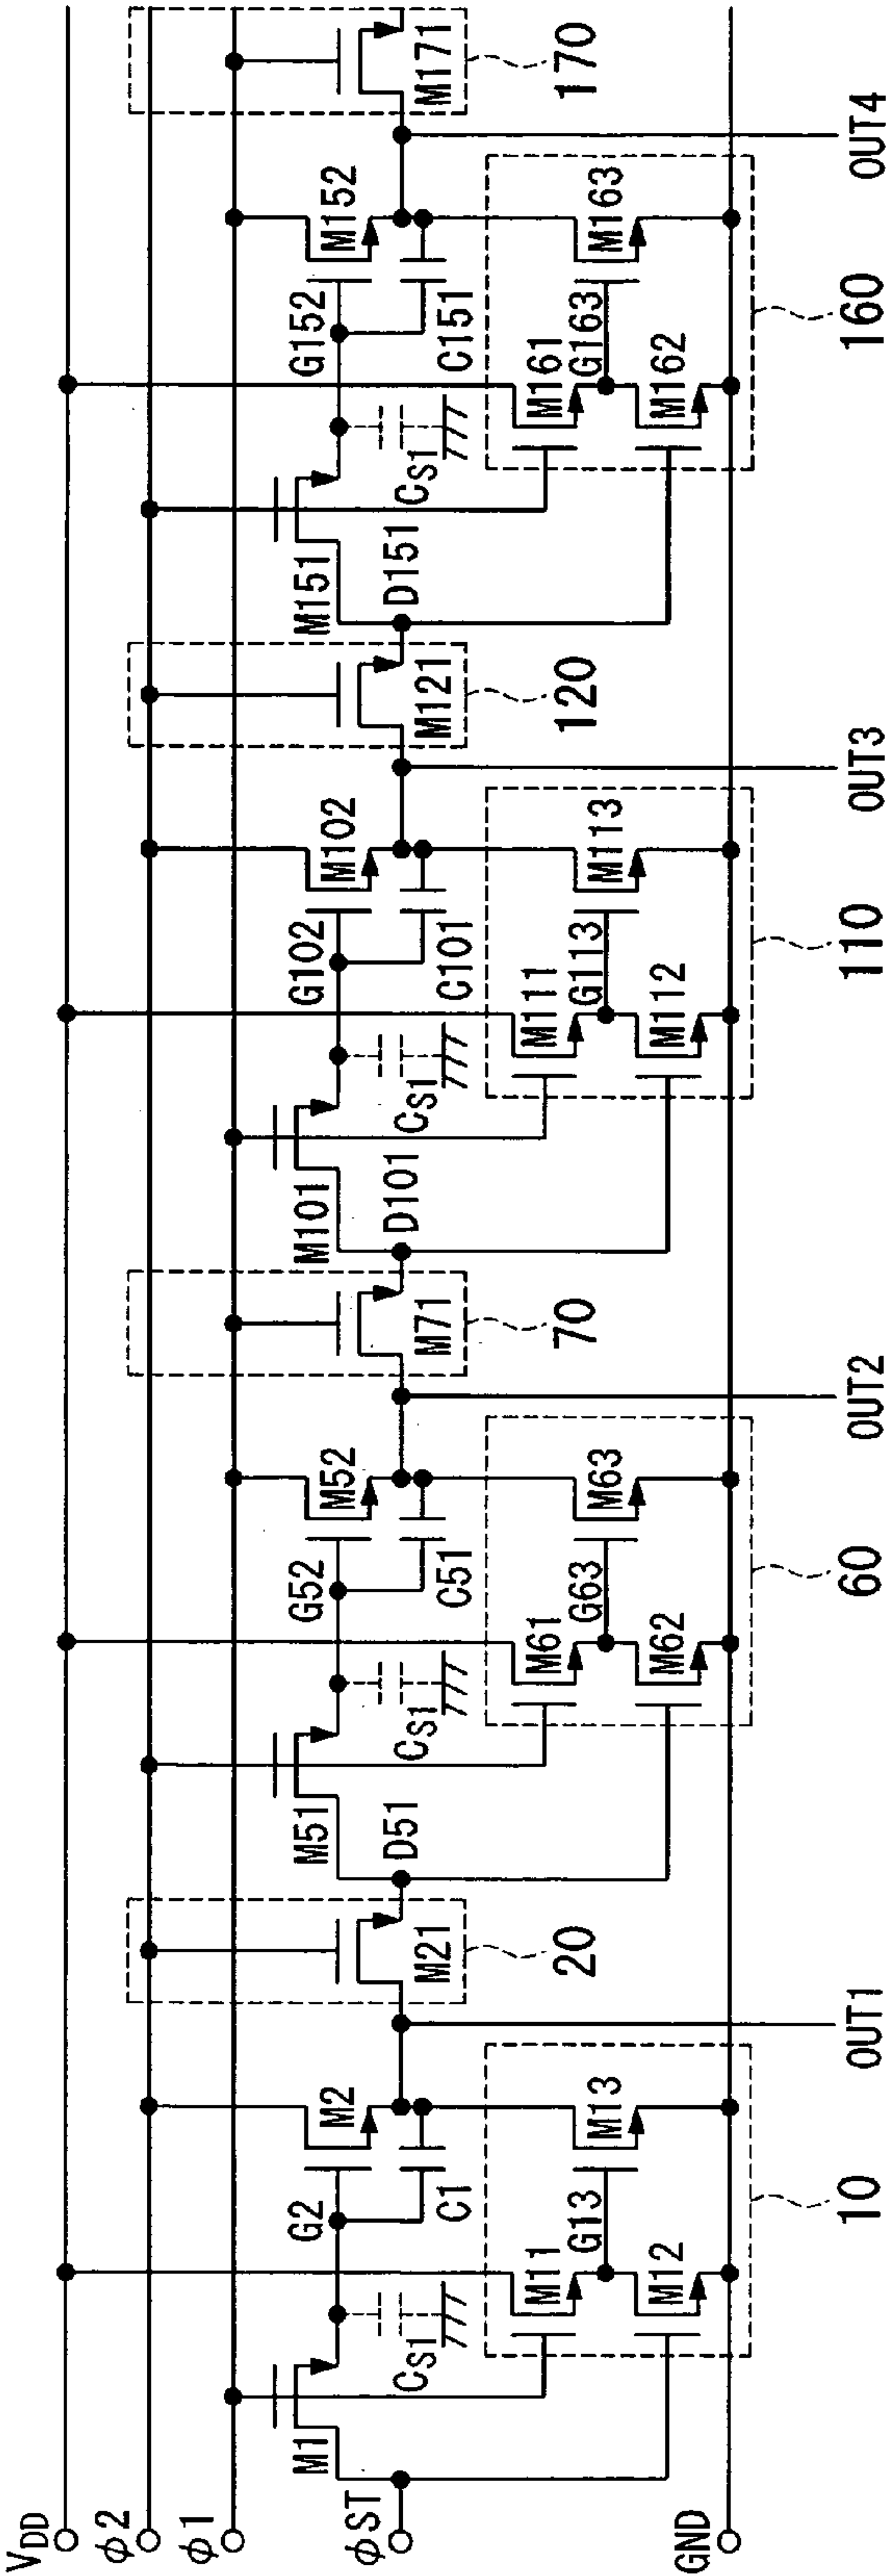 VDD
φ2
φ1
φST
GND
M1
CS1
G2
M2
C1
M11
G13
M13
M12
10
OUT1
M21
20
D51
M51
CS1
G52
M52
C51
M61
G63
M63
M62
60
OUT2
M71
70
D101
M101
CS1
G102
M102
C101
M111
G113
M113
M112
110
OUT3
M121
120
D151
M151
CS1
G152
M152
C151
M161
G163
M163
M162
160
OUT4
M171
170